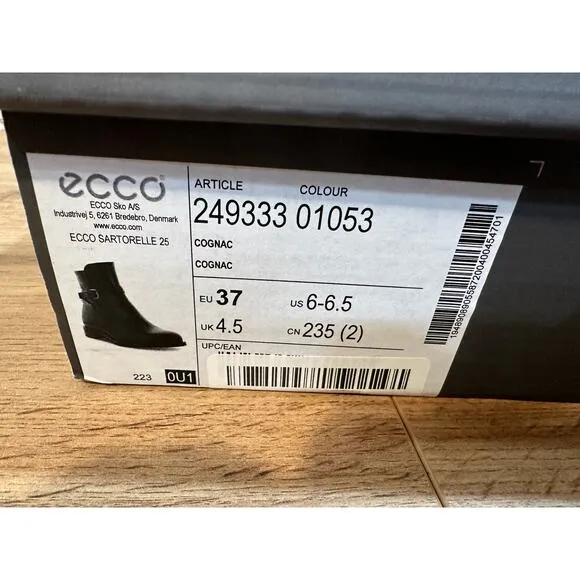 ecco
ECCO Sko A/S
Industrivej 5, 6261 Bredebro, Denmark
www.ecco.com
ECCO SARTORELLE 25
ARTICLE COLOUR
249333 01053
COGNAC
COGNAC
EU 37 US 6-6.5
UK 4.5 CN 235 (2)
UPC/EAN
223 0U1
1948908905587200400454701